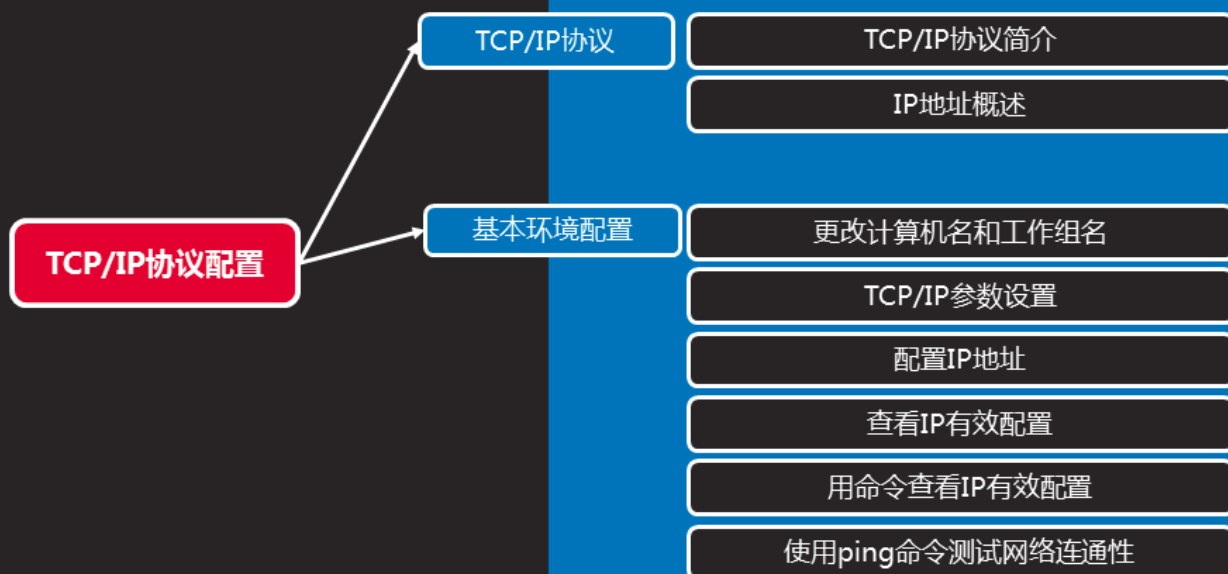 TCP/IP协议
TCP/IP协议简介
IP地址概述
TCP/IP协议配置
基本环境配置
更改计算机名和工作组名
TCP/IP参数设置
配置IP地址
查看IP有效配置
用命令查看IP有效配置
使用ping命令测试网络连通性